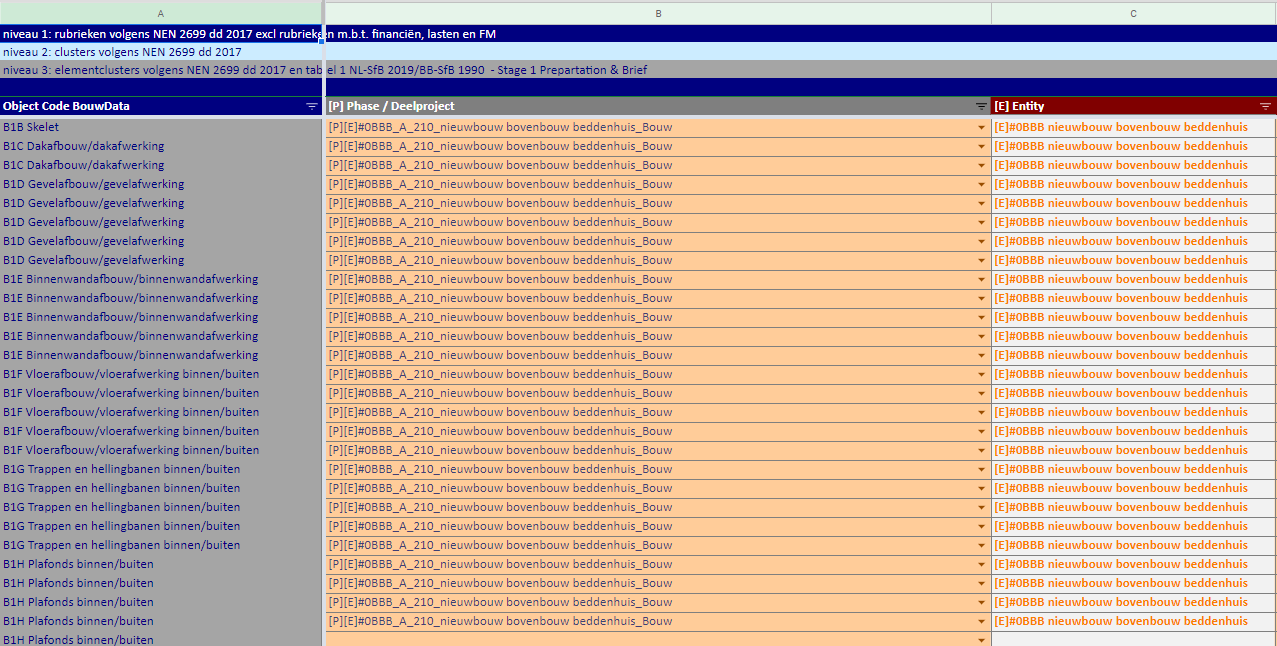 A B C
niveau 1: rubrieken volgens NEN 2699 dd 2017 excl rubrieken m.b.t. financiën, lasten en FM
niveau 2: clusters volgens NEN 2699 dd 2017
niveau 3: elementclusters volgens NEN 2699 dd 2017 en tabel 1 NL-SfB 2019/BB-SfB 1990 - Stage 1 Prepartation & Brief
Object Code BouwData [P] Phase / Deelproject [E] Entity
B1B Skelet [P][E]#0BBB_A_210_nieuwbouw bovenbouw beddenhuis_Bouw [E]#0BBB nieuwbouw bovenbouw beddenhuis
B1C Dakafbouw/dakafwerking [P][E]#0BBB_A_210_nieuwbouw bovenbouw beddenhuis_Bouw [E]#0BBB nieuwbouw bovenbouw beddenhuis
B1C Dakafbouw/dakafwerking [P][E]#0BBB_A_210_nieuwbouw bovenbouw beddenhuis_Bouw [E]#0BBB nieuwbouw bovenbouw beddenhuis
B1D Gevelafbouw/gevelafwerking [P][E]#0BBB_A_210_nieuwbouw bovenbouw beddenhuis_Bouw [E]#0BBB nieuwbouw bovenbouw beddenhuis
B1D Gevelafbouw/gevelafwerking [P][E]#0BBB_A_210_nieuwbouw bovenbouw beddenhuis_Bouw [E]#0BBB nieuwbouw bovenbouw beddenhuis
B1D Gevelafbouw/gevelafwerking [P][E]#0BBB_A_210_nieuwbouw bovenbouw beddenhuis_Bouw [E]#0BBB nieuwbouw bovenbouw beddenhuis
B1D Gevelafbouw/gevelafwerking [P][E]#0BBB_A_210_nieuwbouw bovenbouw beddenhuis_Bouw [E]#0BBB nieuwbouw bovenbouw beddenhuis
B1D Gevelafbouw/gevelafwerking [P][E]#0BBB_A_210_nieuwbouw bovenbouw beddenhuis_Bouw [E]#0BBB nieuwbouw bovenbouw beddenhuis
B1E Binnenwandafbouw/binnenwandafwerking [P][E]#0BBB_A_210_nieuwbouw bovenbouw beddenhuis_Bouw [E]#0BBB nieuwbouw bovenbouw beddenhuis
B1E Binnenwandafbouw/binnenwandafwerking [P][E]#0BBB_A_210_nieuwbouw bovenbouw beddenhuis_Bouw [E]#0BBB nieuwbouw bovenbouw beddenhuis
B1E Binnenwandafbouw/binnenwandafwerking [P][E]#0BBB_A_210_nieuwbouw bovenbouw beddenhuis_Bouw [E]#0BBB nieuwbouw bovenbouw beddenhuis
B1E Binnenwandafbouw/binnenwandafwerking [P][E]#0BBB_A_210_nieuwbouw bovenbouw beddenhuis_Bouw [E]#0BBB nieuwbouw bovenbouw beddenhuis
B1E Binnenwandafbouw/binnenwandafwerking [P][E]#0BBB_A_210_nieuwbouw bovenbouw beddenhuis_Bouw [E]#0BBB nieuwbouw bovenbouw beddenhuis
B1F Vloerafbouw/vloerafwerking binnen/buiten [P][E]#0BBB_A_210_nieuwbouw bovenbouw beddenhuis_Bouw [E]#0BBB nieuwbouw bovenbouw beddenhuis
B1F Vloerafbouw/vloerafwerking binnen/buiten [P][E]#0BBB_A_210_nieuwbouw bovenbouw beddenhuis_Bouw [E]#0BBB nieuwbouw bovenbouw beddenhuis
B1F Vloerafbouw/vloerafwerking binnen/buiten [P][E]#0BBB_A_210_nieuwbouw bovenbouw beddenhuis_Bouw [E]#0BBB nieuwbouw bovenbouw beddenhuis
B1F Vloerafbouw/vloerafwerking binnen/buiten [P][E]#0BBB_A_210_nieuwbouw bovenbouw beddenhuis_Bouw [E]#0BBB nieuwbouw bovenbouw beddenhuis
B1F Vloerafbouw/vloerafwerking binnen/buiten [P][E]#0BBB_A_210_nieuwbouw bovenbouw beddenhuis_Bouw [E]#0BBB nieuwbouw bovenbouw beddenhuis
B1G Trappen en hellingbanen binnen/buiten [P][E]#0BBB_A_210_nieuwbouw bovenbouw beddenhuis_Bouw [E]#0BBB nieuwbouw bovenbouw beddenhuis
B1G Trappen en hellingbanen binnen/buiten [P][E]#0BBB_A_210_nieuwbouw bovenbouw beddenhuis_Bouw [E]#0BBB nieuwbouw bovenbouw beddenhuis
B1G Trappen en hellingbanen binnen/buiten [P][E]#0BBB_A_210_nieuwbouw bovenbouw beddenhuis_Bouw [E]#0BBB nieuwbouw bovenbouw beddenhuis
B1G Trappen en hellingbanen binnen/buiten [P][E]#0BBB_A_210_nieuwbouw bovenbouw beddenhuis_Bouw [E]#0BBB nieuwbouw bovenbouw beddenhuis
B1G Trappen en hellingbanen binnen/buiten [P][E]#0BBB_A_210_nieuwbouw bovenbouw beddenhuis_Bouw [E]#0BBB nieuwbouw bovenbouw beddenhuis
B1H Plafonds binnen/buiten [P][E]#0BBB_A_210_nieuwbouw bovenbouw beddenhuis_Bouw [E]#0BBB nieuwbouw bovenbouw beddenhuis
B1H Plafonds binnen/buiten [P][E]#0BBB_A_210_nieuwbouw bovenbouw beddenhuis_Bouw [E]#0BBB nieuwbouw bovenbouw beddenhuis
B1H Plafonds binnen/buiten [P][E]#0BBB_A_210_nieuwbouw bovenbouw beddenhuis_Bouw [E]#0BBB nieuwbouw bovenbouw beddenhuis
B1H Plafonds binnen/buiten [P][E]#0BBB_A_210_nieuwbouw bovenbouw beddenhuis_Bouw [E]#0BBB nieuwbouw bovenbouw beddenhuis
B1H Plafonds binnen/buiten